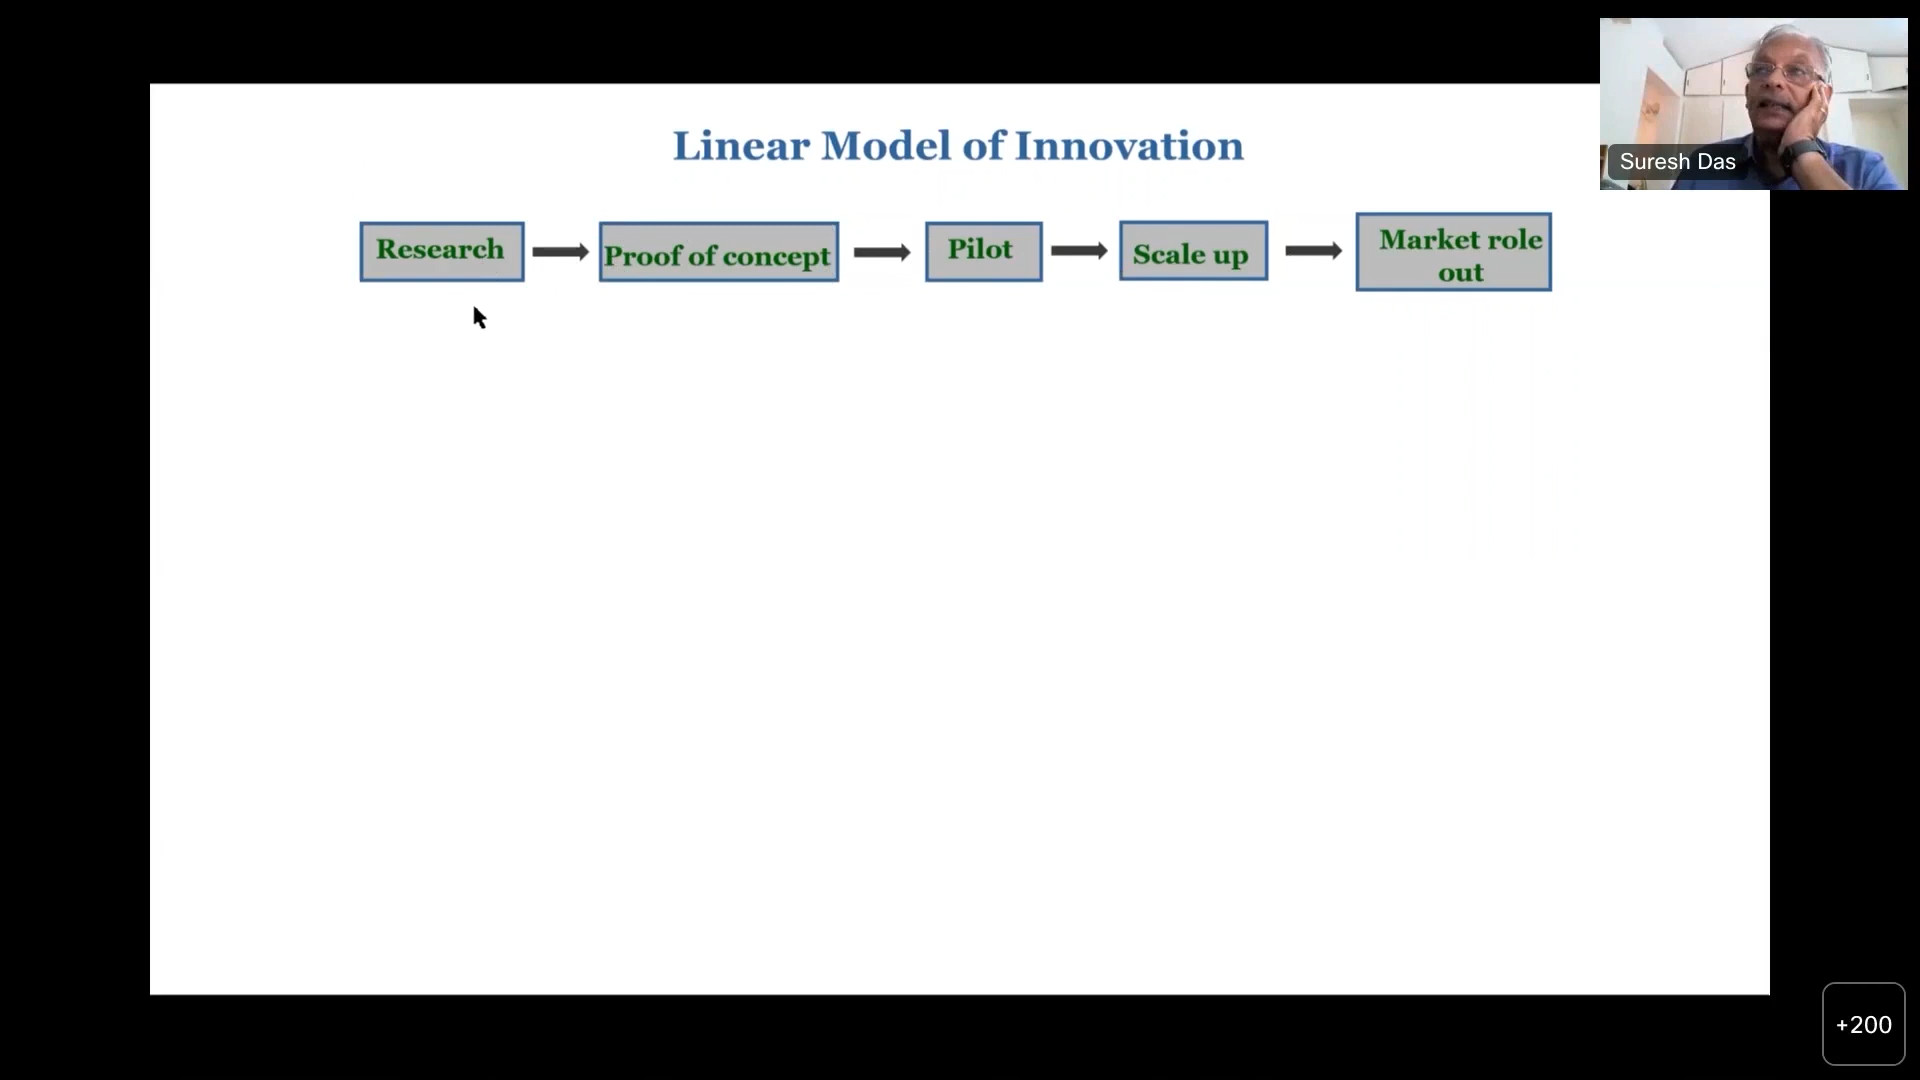 Linear Model of Innovation
Suresh Das
Research
Proof of concept
Pilot
Scale up
Market role
out
+200